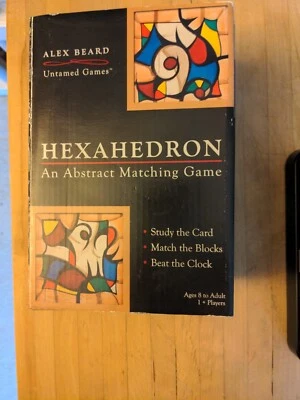 ALEX BEARD
Untamed Games®
HEXAHEDRON
An Abstract Matching Game
• Study the Card
• Match the Blocks
• Beat the Clock
Ages 8 to Adult
1 + Players